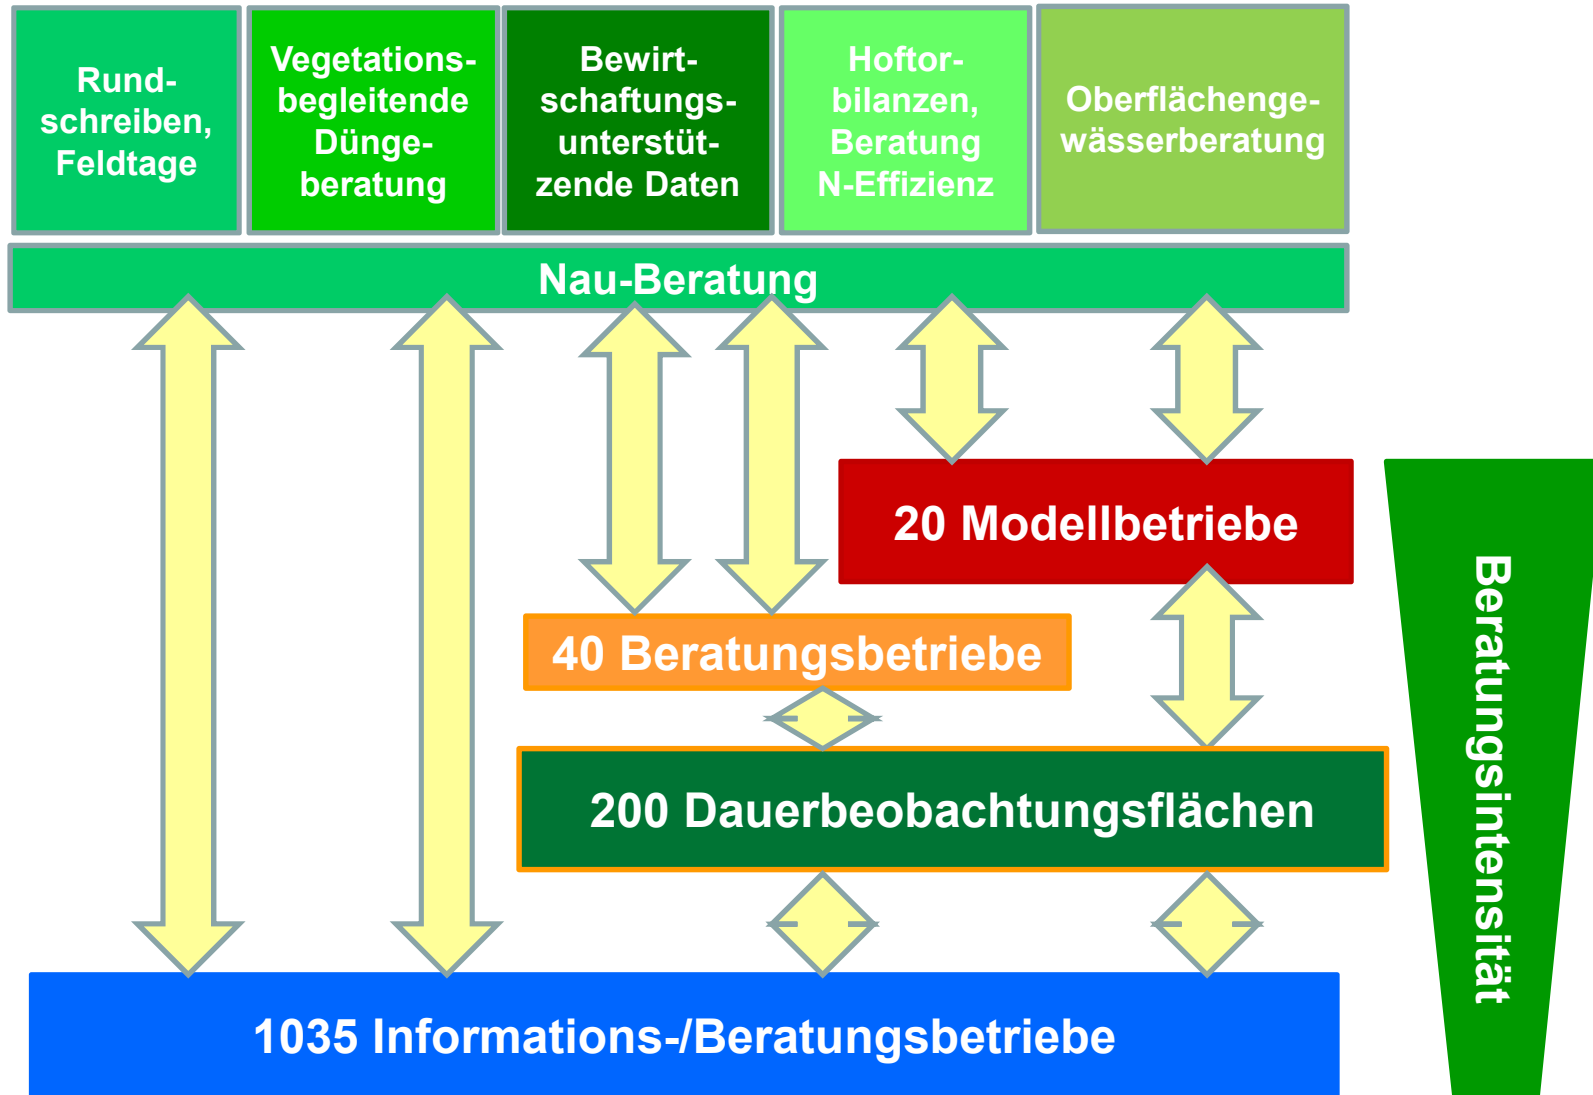 Rund-
schreiben,
Feldtage
Vegetations-
begleitende
Dünge-
beratung
Bewirt-
schaftungs-
unterstüt-
zende Daten
Hoftor-
bilanzen,
Beratung
N-Effizienz
Oberflächenge-
wässerberatung
Nau-Beratung
20 Modellbetriebe
40 Beratungsbetriebe
200 Dauerbeobachtungsflächen
1035 Informations-/Beratungsbetriebe
Beratungsintensität